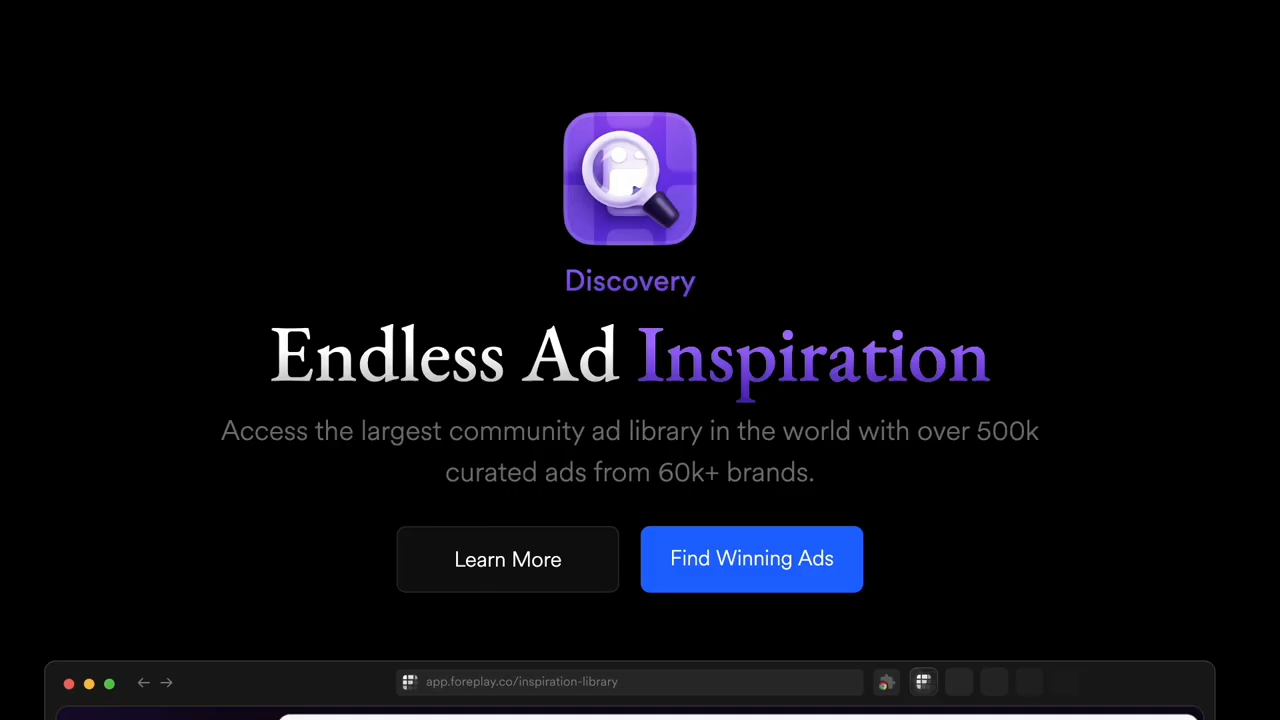 Discovery
Endless Ad Inspiration
Access the largest community ad library in the world with over 500k
curated ads from 60k+ brands.
Learn More
Find Winning Ads
app.foreplay.co/inspiration-library